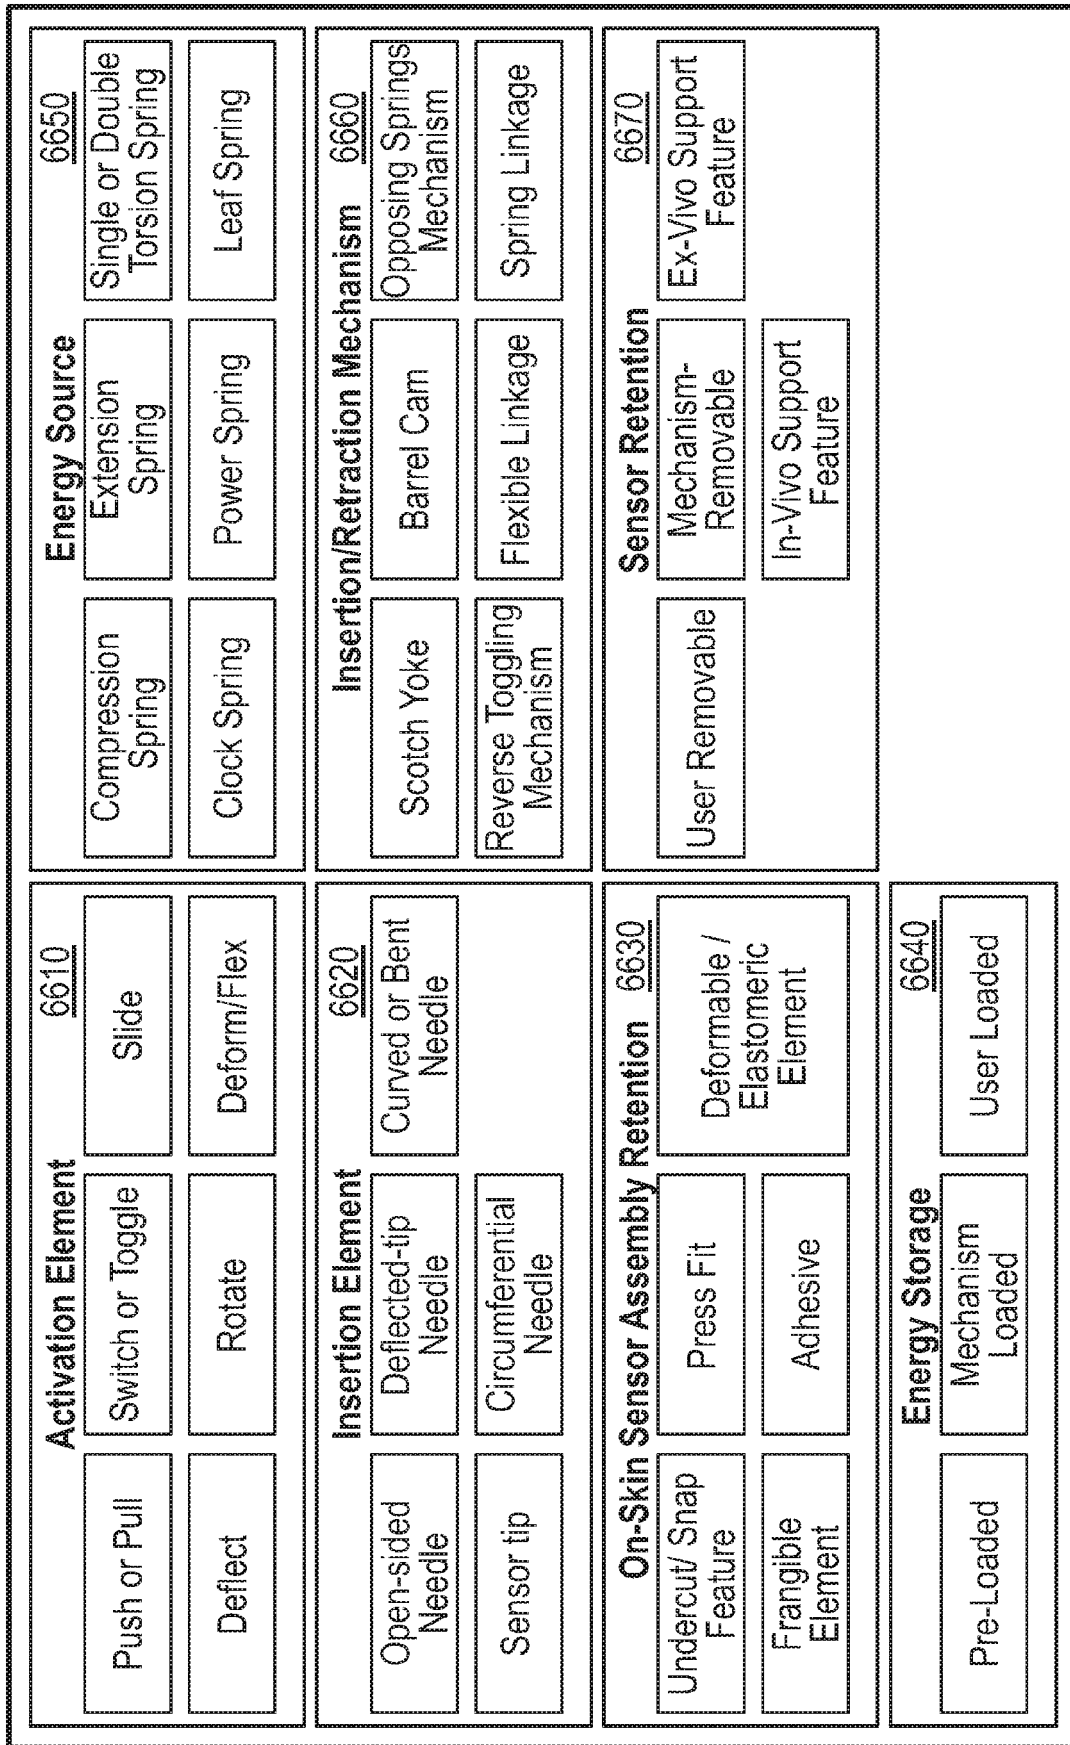 Activation Element 6610
Push or Pull
Switch or Toggle
Slide
Deflect
Rotate
Deform/Flex
Insertion Element 6620
Open-sided
Needle
Deflected-tip
Needle
Curved or Bent
Needle
Sensor tip
Circumferential
Needle
On-Skin Sensor Assembly Retention 6630
Undercut/ Snap
Feature
Press Fit
Deformable /
Elastomeric
Element
Frangible
Element
Adhesive
Energy Storage 6640
Pre-Loaded
Mechanism
Loaded
User Loaded
Energy Source 6650
Compression
Spring
Extension
Spring
Single or Double
Torsion Spring
Clock Spring
Power Spring
Leaf Spring
Insertion/Retraction Mechanism 6660
Scotch Yoke
Barrel Cam
Opposing Springs
Mechanism
Reverse Toggling
Mechanism
Flexible Linkage
Spring Linkage
Sensor Retention 6670
User Removable
Mechanism-
Removable
Ex-Vivo Support
Feature
In-Vivo Support
Feature